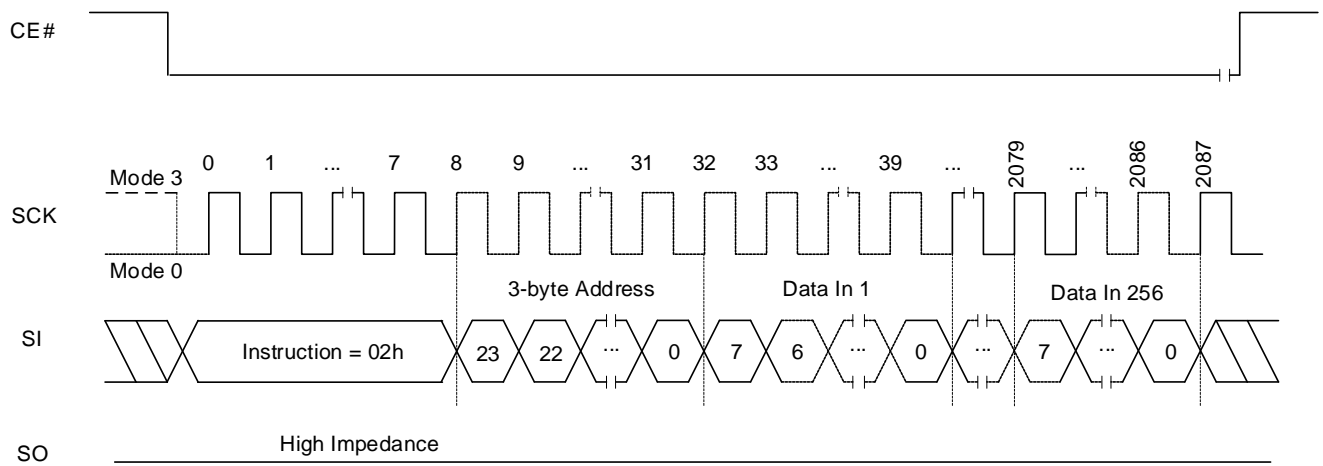 CE#
0 1 ... 7 8 9 ... 31 32 33 ... 39 ... 2079 ... 2086 2087
Mode 3
SCK
Mode 0
3-byte Address Data In 1 Data In 256
SI
Instruction = 02h 23 22 ... 0 7 6 ... 0 ... 7 ... 0
High Impedance
SO